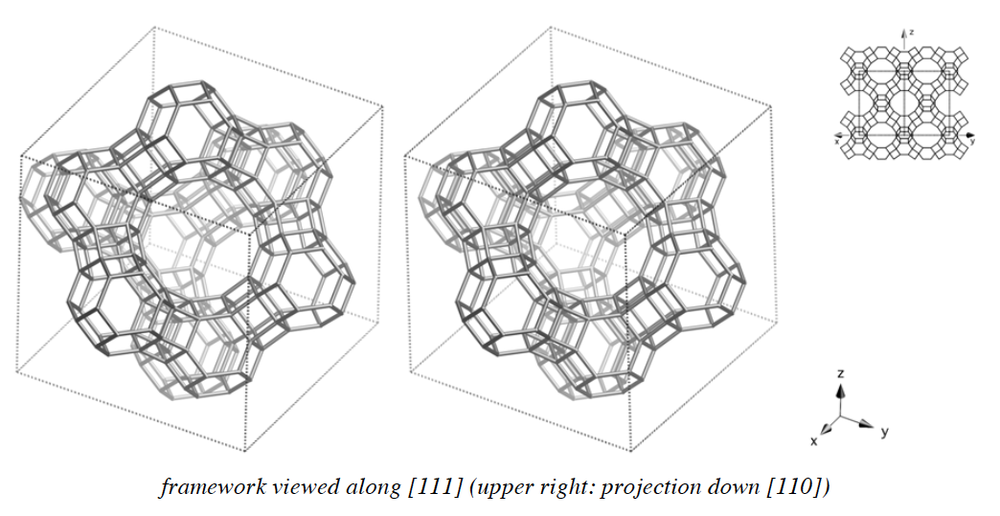 z
x
y
z
x
y
framework viewed along [111] (upper right: projection down [110])